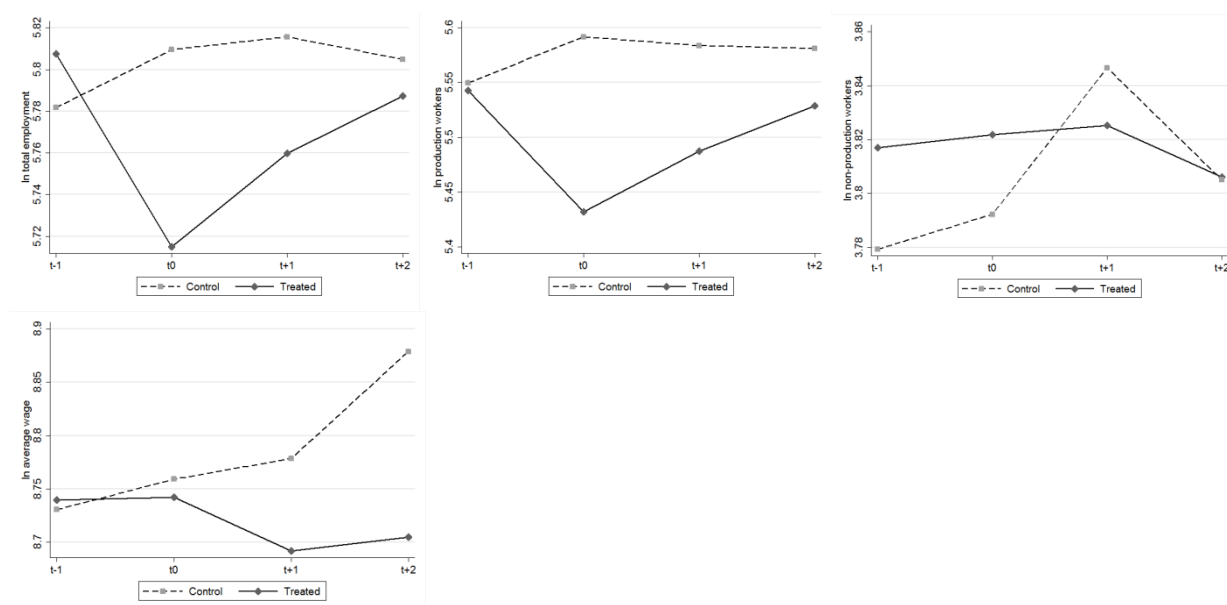 ln total employment
5.82
5.8
5.78
5.76
5.74
5.72
t-1 t0 t+1 t+2
Control Treated
ln production workers
5.6
5.55
5.5
5.45
5.4
t-1 t0 t+1 t+2
Control Treated
ln non-production workers
3.86
3.84
3.82
3.8
3.78
t-1 t0 t+1 t+2
Control Treated
ln average wage
8.9
8.85
8.8
8.75
8.7
t-1 t0 t+1 t+2
Control Treated